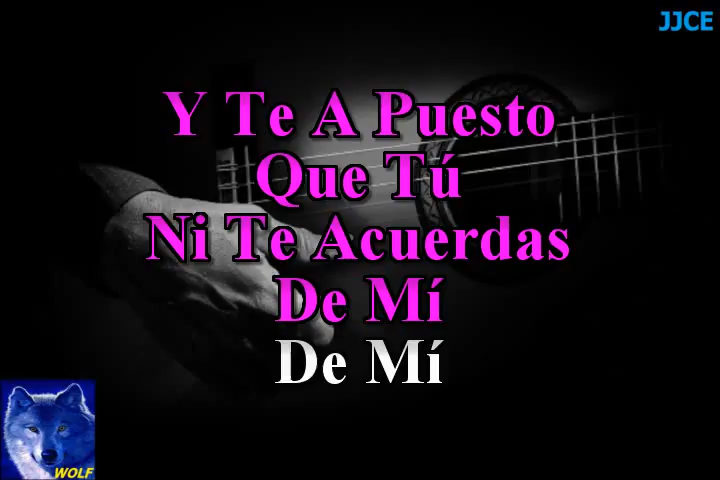 JJCE
Y Te A Puesto
Que Tú
Ni Te Acuerdas
De Mí
De Mí
WOLF